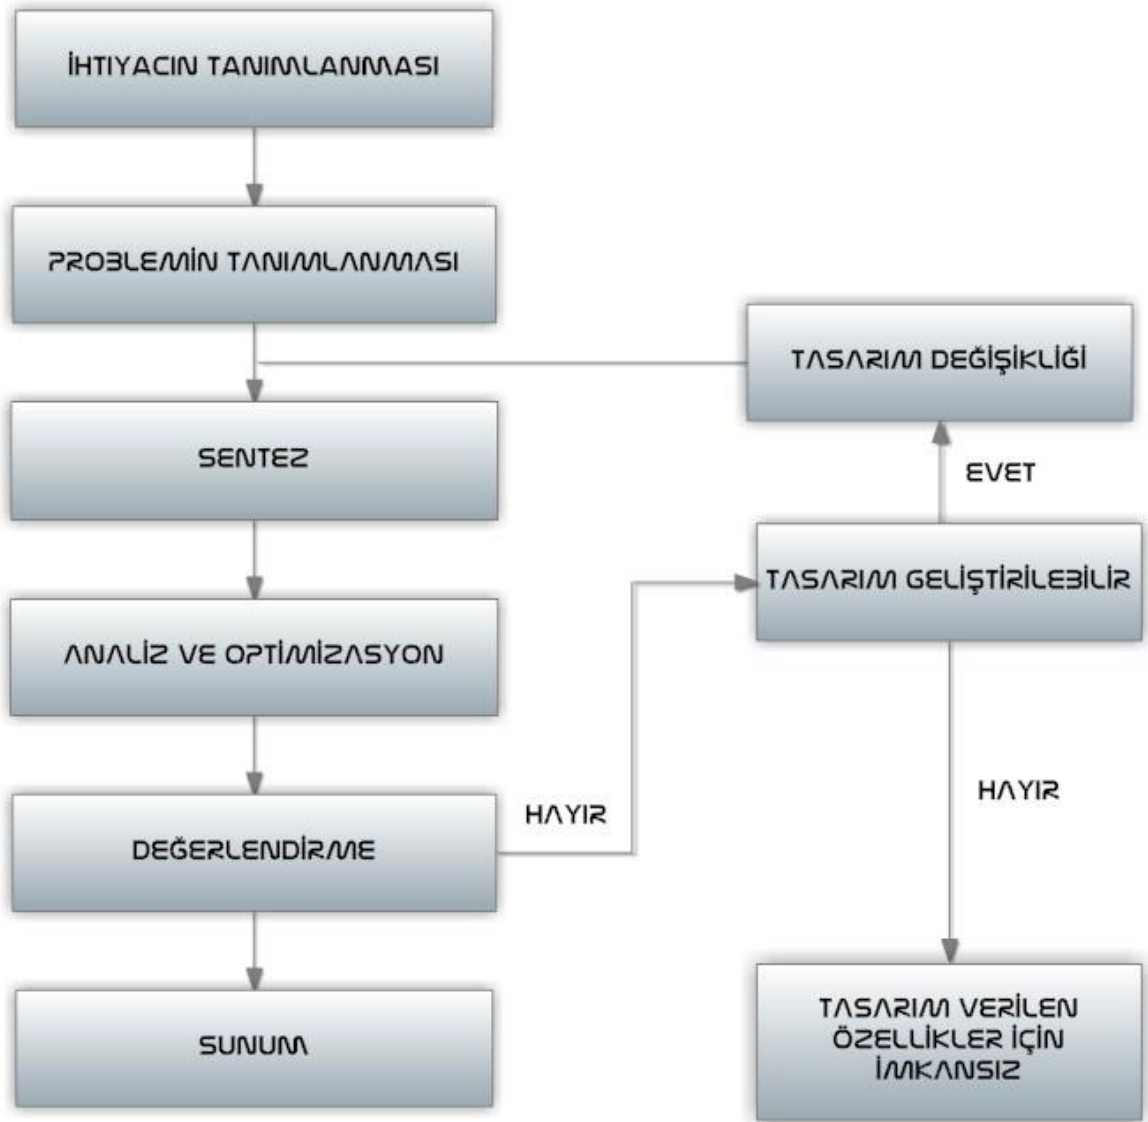 İHTIYACIN TANIMLANMASI
PROBLEMİN TANIMLANMASI
TASARIM DEĞİŞİKLİĞİ
SENTEZ
EVET
TASARIM GELİŞTİRİLEBİLİR
ANALİZ VE OPTİMİZASYON
HAYIR
DEĞERLENDİRME
HAYIR
SUNUM
TASARIM VERİLEN
ÖZELLİKLER İÇİN
İMKANSIZ